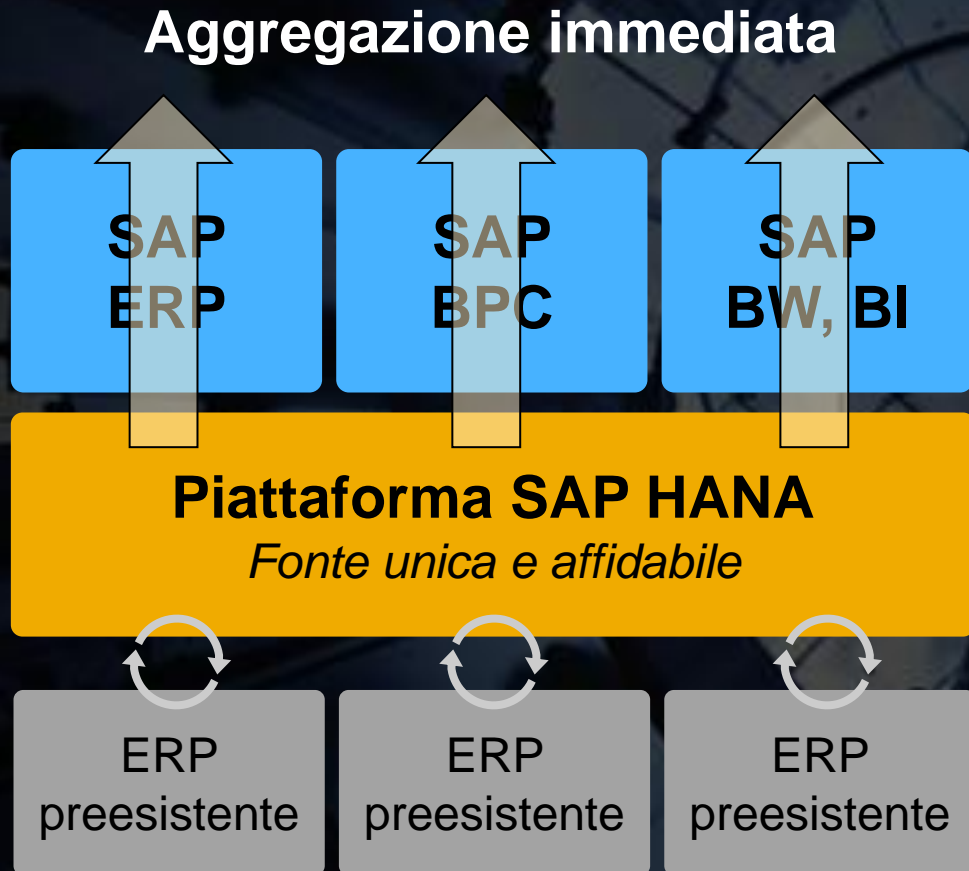 Aggregazione immediata
SAP
ERP
SAP
BPC
SAP
BW, BI
Piattaforma SAP HANA
Fonte unica e affidabile
ERP
preesistente
ERP
preesistente
ERP
preesistente